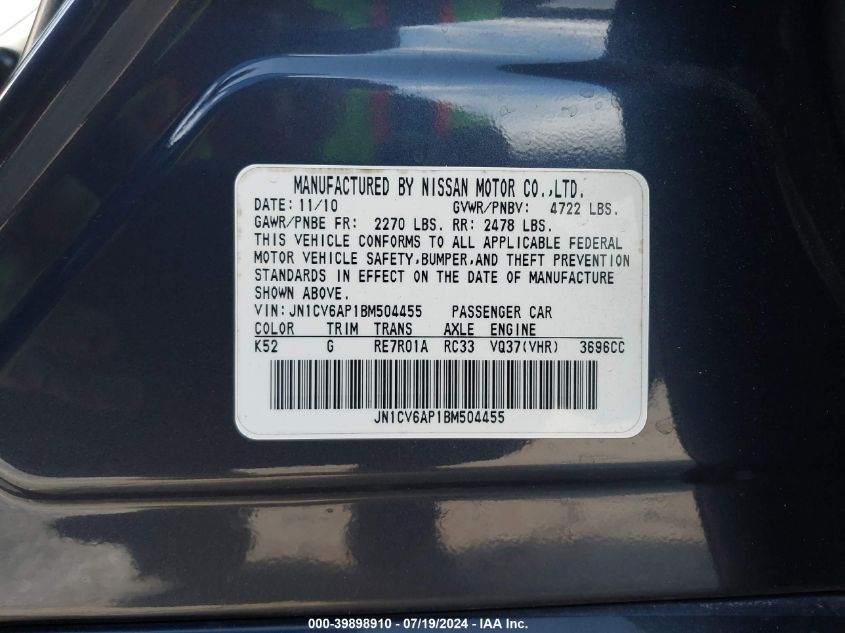 MANUFACTURED BY NISSAN MOTOR CO.,LTD.
DATE: 11/10 GVWR/PNBV: 4722 LBS.
GAWR/PNBE FR: 2270 LBS. RR: 2478 LBS.
THIS VEHICLE CONFORMS TO ALL APPLICABLE FEDERAL
MOTOR VEHICLE SAFETY,BUMPER,AND THEFT PREVENTION
STANDARDS IN EFFECT ON THE DATE OF MANUFACTURE
SHOWN ABOVE.
VIN:JN1CV6AP1BM504455 PASSENGER CAR
COLOR TRIM TRANS AXLE ENGINE
K52 G RE7R01A RC33 VQ37(VHR) 3696CC
JN1CV6AP1BM504455
000-39898910 - 07/19/2024 - IAA Inc.